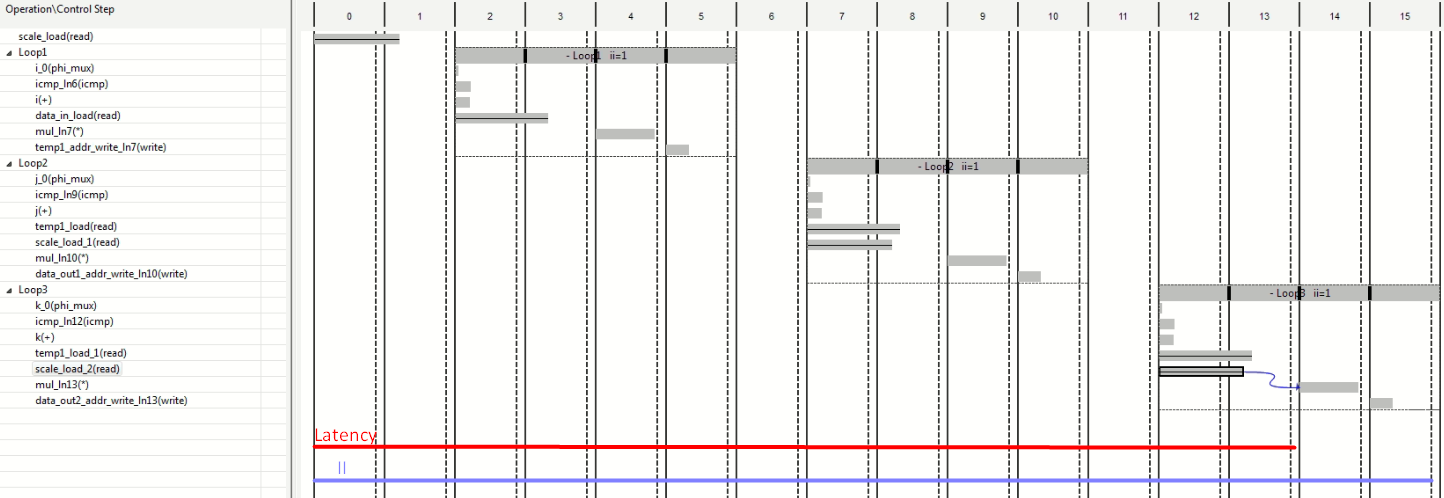 Operation\Control Step 0 1 2 3 4 5 6 7 8 9 10 11 12 13 14 15
scale_load(read)
Loop1 - Loop1 ii=1
i_0(phi_mux)
icmp_ln6(icmp)
i(+)
data_in_load(read)
mul_ln7(*)
temp1_addr_write_ln7(write)
Loop2 - Loop2 ii=1
j_0(phi_mux)
icmp_ln9(icmp)
j(+)
temp1_load(read)
scale_load_1(read)
mul_ln10(*)
data_out1_addr_write_ln10(write)
Loop3 - Loop3 ii=1
k_0(phi_mux)
icmp_ln12(icmp)
k(+)
temp1_load_1(read)
scale_load_2(read)
mul_ln13(*)
data_out2_addr_write_ln13(write)
Latency
II